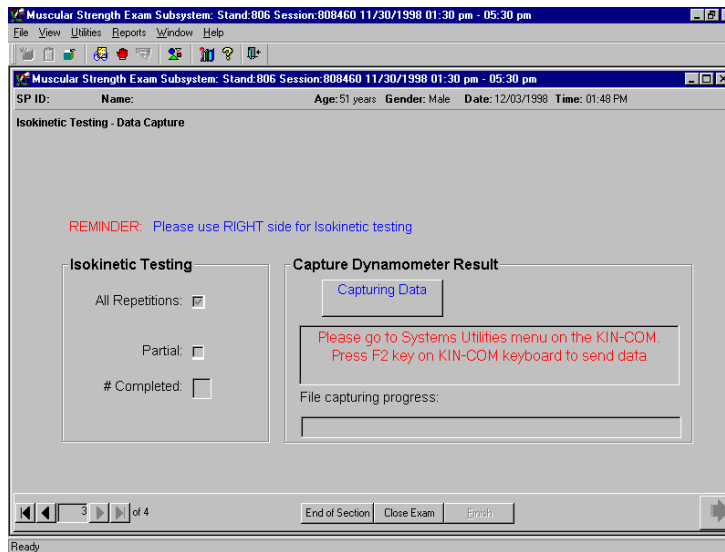 Muscular Strength Exam Subsystem: Stand:806 Session:808460 11/30/1998 01:30 pm - 05:30 pm
File View Utilities Reports Window Help
Muscular Strength Exam Subsystem: Stand:806 Session:808460 11/30/1998 01:30 pm - 05:30 pm
SP ID: Name: Age: 51 years Gender: Male Date: 12/03/1998 Time: 01:48 PM
Isokinetic Testing - Data Capture
REMINDER: Please use RIGHT side for Isokinetic testing
Isokinetic Testing
All Repetitions:
Partial:
# Completed:
Capture Dynamometer Result
Capturing Data
Please go to Systems Utilities menu on the KIN-COM.
Press F2 key on KIN-COM keyboard to send data
File capturing progress:
3 of 4
End of Section Close Exam Finish
Ready